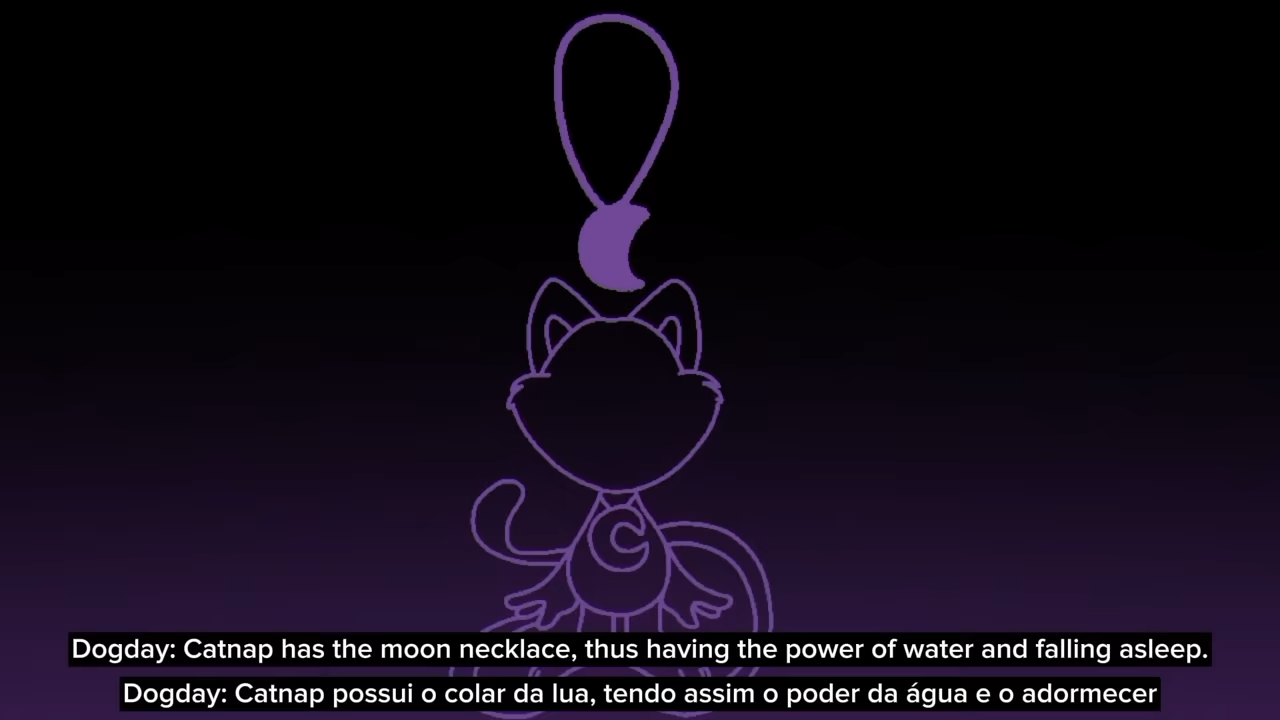 Dogday: Catnap has the moon necklace, thus having the power of water and falling asleep.
Dogday: Catnap possui o colar da lua, tendo assim o poder da água e o adormecer